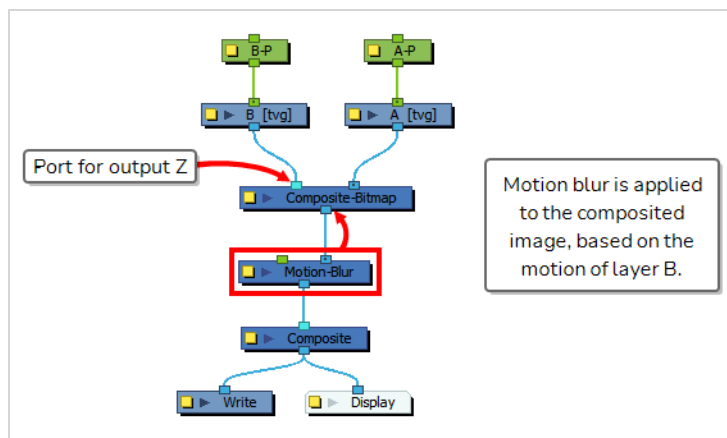 B-P
A-P
B [tvg]
A [tvg]
Port for output Z
Composite-Bitmap
Motion blur is applied
to the composited
image, based on the
motion of layer B.
Motion-Blur
Composite
Write
Display